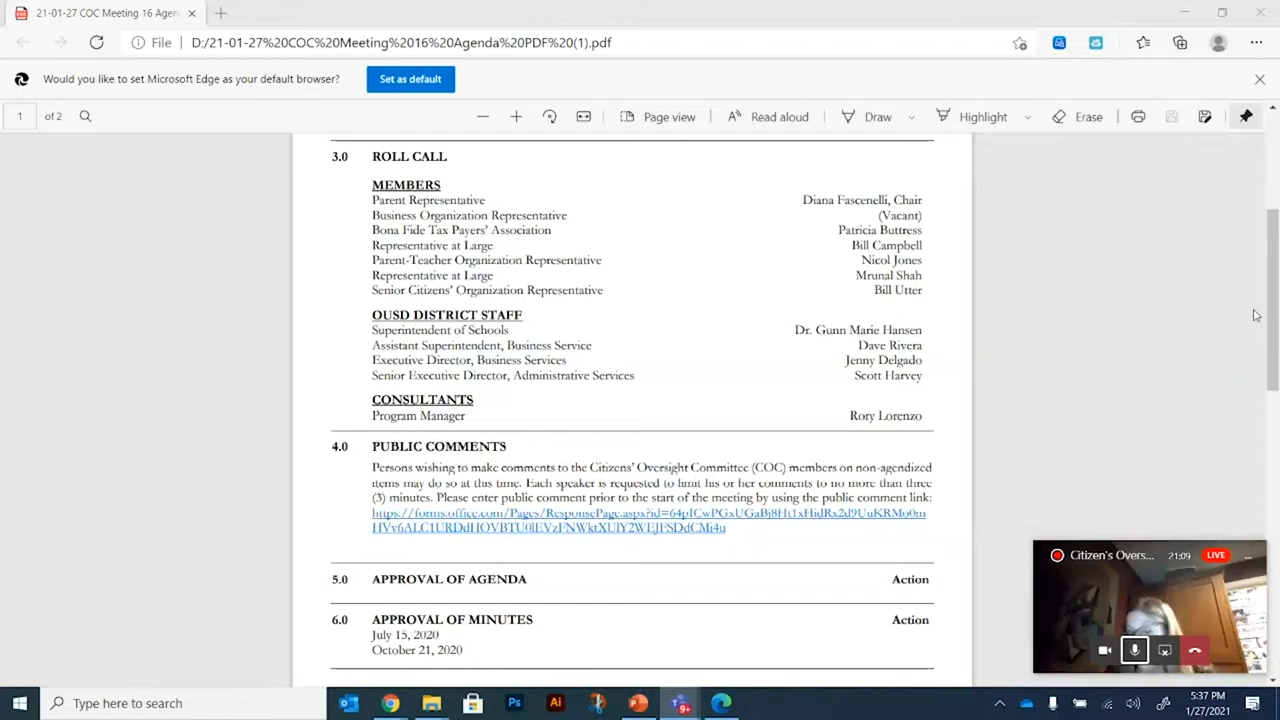 21-01-27 COC Meeting 16 Agen
File D:/21-01-27%20COC%20Meeting%2016%20Agenda%20PDF%20(1).pdf
Would you like to set Microsoft Edge as your default browser? Set as default
1 of 2 Page view Read aloud Draw Highlight Erase
3.0 ROLL CALL
MEMBERS
Parent Representative Diana Fascenelli, Chair
Business Organization Representative (Vacant)
Bona Fide Tax Payers' Association Patricia Buttress
Representative at Large Bill Campbell
Parent-Teacher Organization Representative Nicol Jones
Representative at Large Mrunal Shah
Senior Citizens' Organization Representative Bill Utter
OUSD DISTRICT STAFF
Superintendent of Schools Dr. Gunn Marie Hansen
Assistant Superintendent, Business Service Dave Rivera
Executive Director, Business Services Jenny Delgado
Senior Executive Director, Administrative Services Scott Harvey
CONSULTANTS
Program Manager Rory Lorenzo
4.0 PUBLIC COMMENTS
Persons wishing to make comments to the Citizens' Oversight Committee (COC) members on non-agendized
items may do so at this time. Each speaker is requested to limit his or her comments to no more than three
(3) minutes. Please enter public comment prior to the start of the meeting by using the public comment link:
5.0 APPROVAL OF AGENDA Action
6.0 APPROVAL OF MINUTES Action
July 15, 2020
October 21, 2020
Citizen's Overs... 21:09 LIVE
Type here to search
9+
5:37 PM
1/27/2021